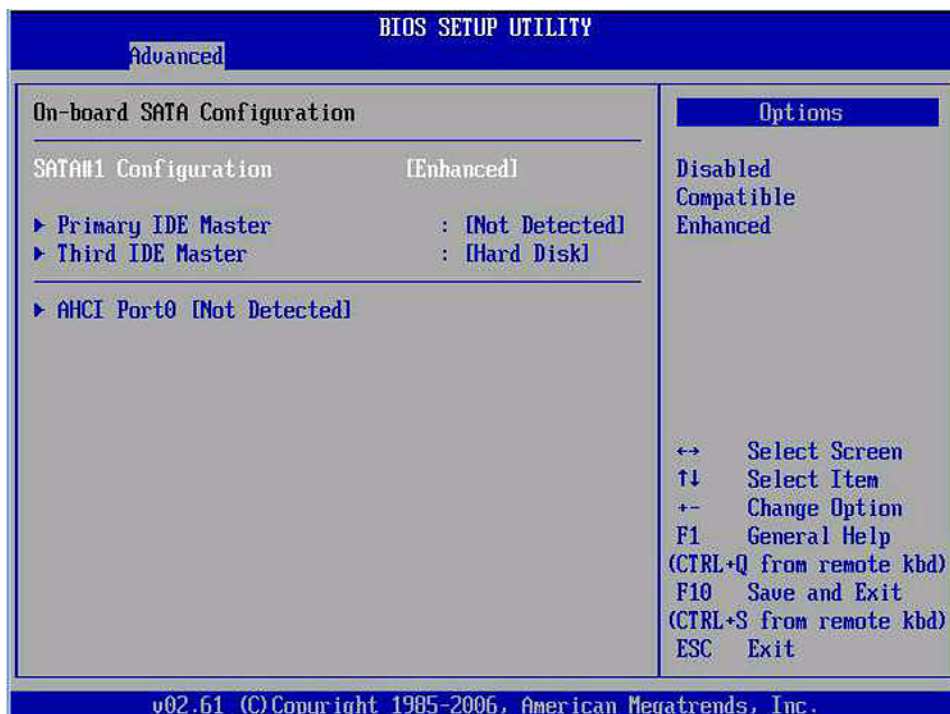 BIOS SETUP UTILITY
Advanced
On-board SATA Configuration
SATA#1 Configuration [Enhanced]
Primary IDE Master : [Not Detected]
Third IDE Master : [Hard Disk]
AHCI Port0 [Not Detected]
Options
Disabled
Compatible
Enhanced
↔ Select Screen
↑↓ Select Item
+- Change Option
F1 General Help
(CTRL+Q from remote kbd)
F10 Save and Exit
(CTRL+S from remote kbd)
ESC Exit
v02.61 (C)Copyright 1985-2006, American Megatrends, Inc.